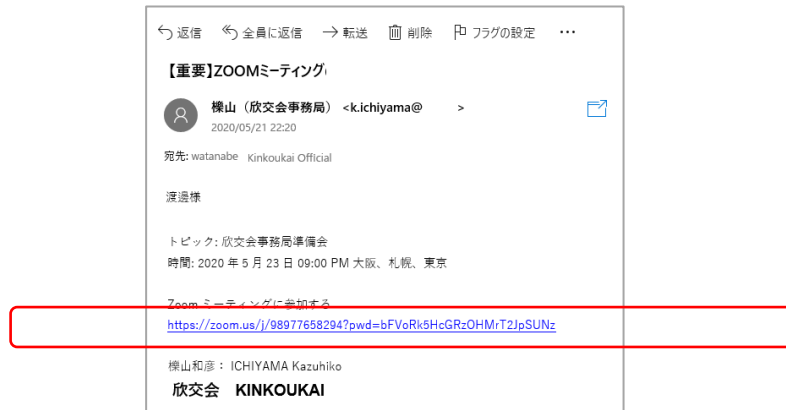 返信 全員に返信 転送 削除 フラグの設定 ...
【重要】ZOOMミーティング
櫟山（欣交会事務局） <k.ichiyama@ >
2020/05/21 22:20
宛先: watanabe Kinkoukai Official
渡邉様
トピック: 欣交会事務局準備会
時間: 2020 年 5 月 23 日 09:00 PM 大阪、札幌、東京
Zoom ミーティングに参加する
https://zoom.us/j/98977658294?pwd=bFVoRk5HcGRzOHMrT2JpSUNz
櫟山和彦： ICHIYAMA Kazuhiko
欣交会 KINKOUKAI